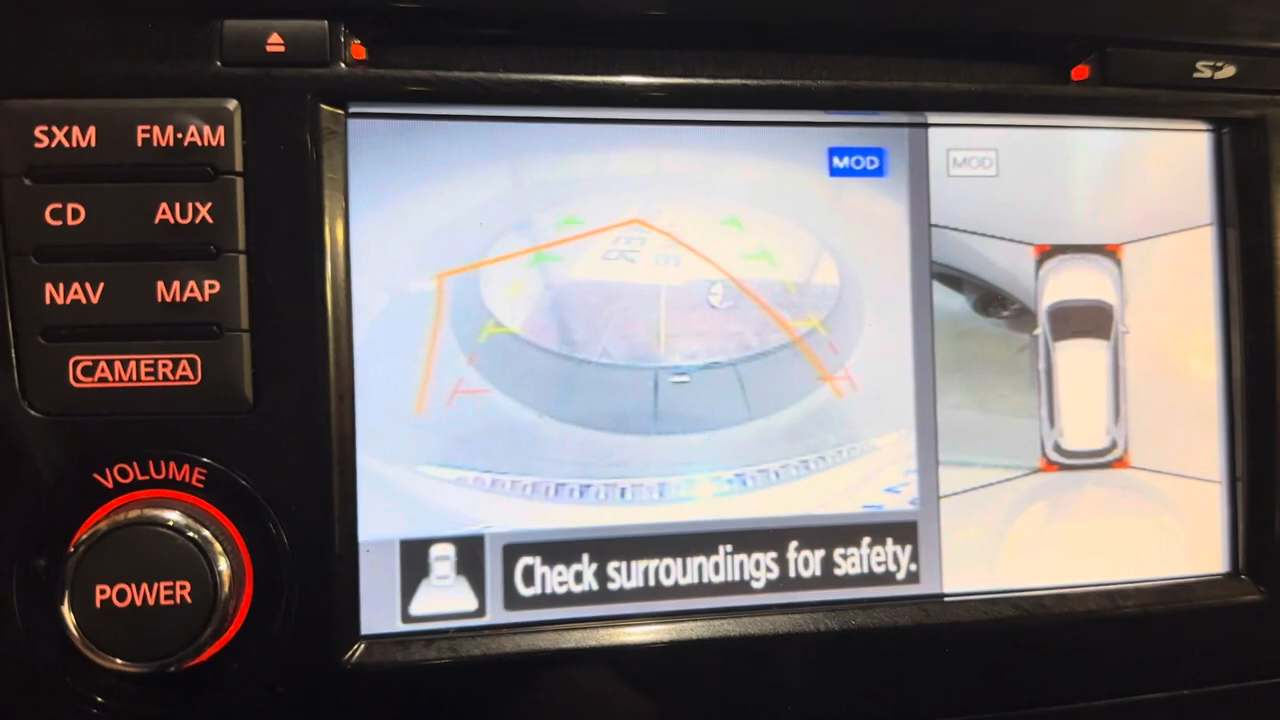 SD
SXM FM·AM
CD AUX
NAV MAP
CAMERA
VOLUME
POWER
MOD
MOD
Check surroundings for safety.